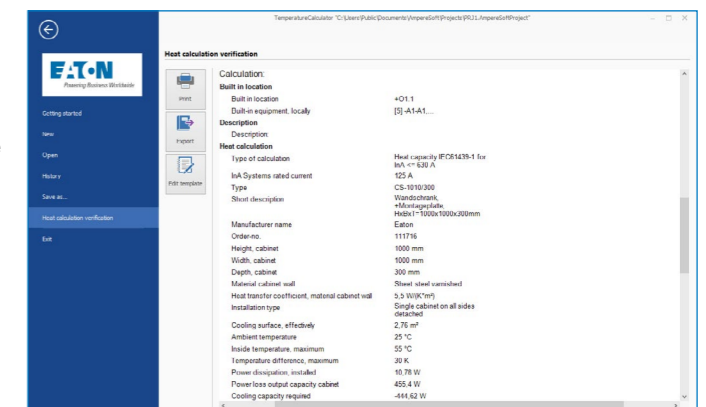 TemperatureCalculator "C:\Users\Public\Documents\AmpereSoft\Projects\PRJ1.AmpereSoftProject"
Heat calculation verification
EATON
Powering Business Worldwide
Getting started
New
Open
History
Save as...
Heat calculation verification
Exit
Print
Export
Edit template
Calculation:
Built in location
Built in location +O1.1
Built-in equipment, locally [5] -A1-A1,...
Description
Description:
Heat calculation
Type of calculation Heat capacity IEC61439-1 for
InA <= 630 A
InA Systems rated current 125 A
Type CS-1010/300
Short description Wandschrank,
+Montageplatte,
HxBxT=1000x1000x300mm
Manufacturer name Eaton
Order-no. 111716
Height, cabinet 1000 mm
Width, cabinet 1000 mm
Depth, cabinet 300 mm
Material cabinet wall Sheet steel varnished
Heat transfer coefficient, material cabinet wall 5,5 W/(K*m²)
Installation type Single cabinet on all sides
detached
Cooling surface, effectively 2,76 m²
Ambient temperature 25 °C
Inside temperature, maximum 55 °C
Temperature difference, maximum 30 K
Power dissipation, installed 10,78 W
Power loss output capacity cabinet 455,4 W
Cooling capacity required -444,62 W